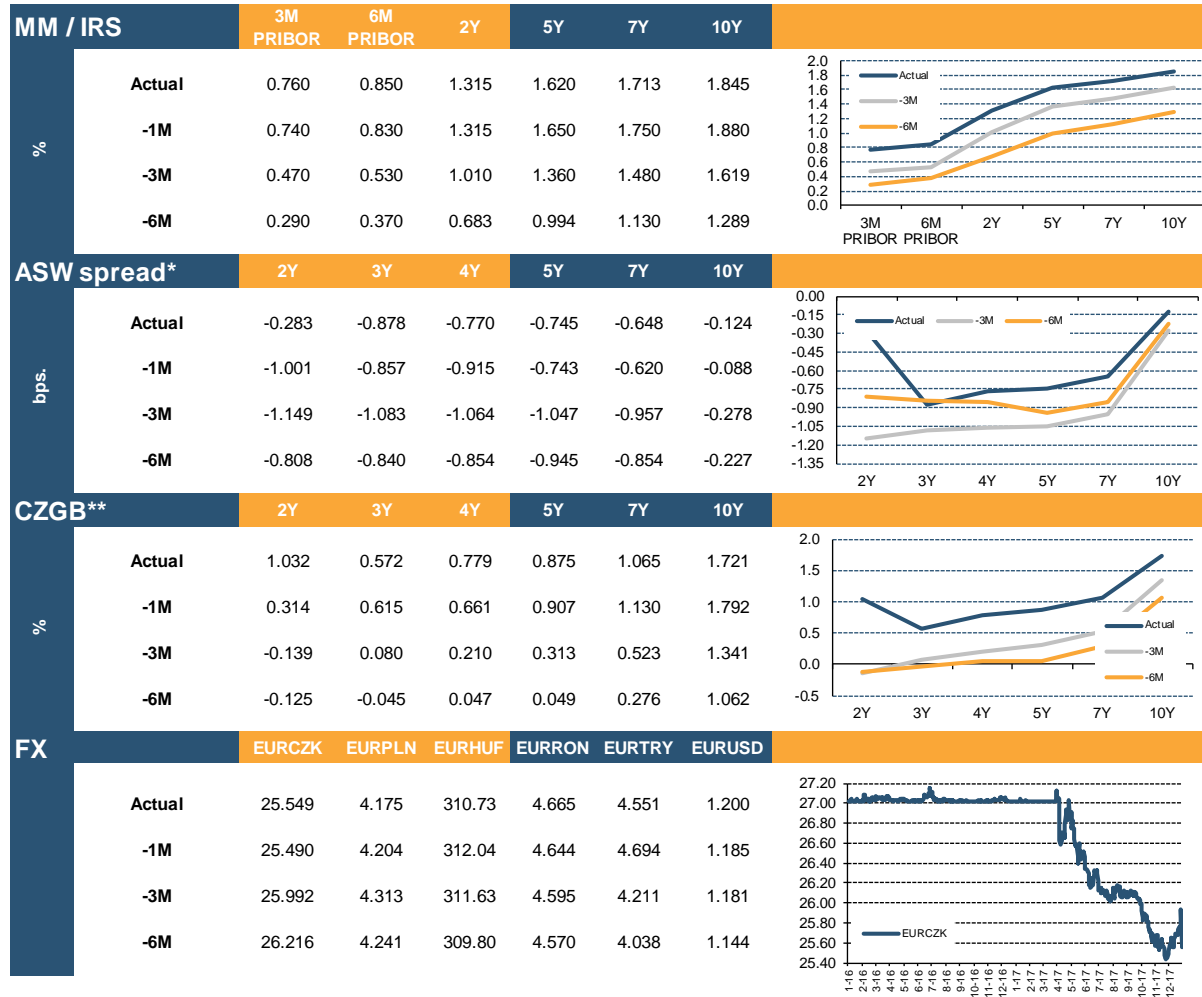 MM / IRS 3M PRIBOR 6M PRIBOR 2Y 5Y 7Y 10Y
%
Actual 0.760 0.850 1.315 1.620 1.713 1.845
-1M 0.740 0.830 1.315 1.650 1.750 1.880
-3M 0.470 0.530 1.010 1.360 1.480 1.619
-6M 0.290 0.370 0.683 0.994 1.130 1.289
2.0
1.8
1.6
1.4
1.2
1.0
0.8
0.6
0.4
0.2
0.0
Actual
-3M
-6M
3M PRIBOR 6M PRIBOR 2Y 5Y 7Y 10Y
ASW spread* 2Y 3Y 4Y 5Y 7Y 10Y
bps.
Actual -0.283 -0.878 -0.770 -0.745 -0.648 -0.124
-1M -1.001 -0.857 -0.915 -0.743 -0.620 -0.088
-3M -1.149 -1.083 -1.064 -1.047 -0.957 -0.278
-6M -0.808 -0.840 -0.854 -0.945 -0.854 -0.227
0.00
-0.15
-0.30
-0.45
-0.60
-0.75
-0.90
-1.05
-1.20
-1.35
Actual -3M -6M
2Y 3Y 4Y 5Y 7Y 10Y
CZGB** 2Y 3Y 4Y 5Y 7Y 10Y
%
Actual 1.032 0.572 0.779 0.875 1.065 1.721
-1M 0.314 0.615 0.661 0.907 1.130 1.792
-3M -0.139 0.080 0.210 0.313 0.523 1.341
-6M -0.125 -0.045 0.047 0.049 0.276 1.062
2.0
1.5
1.0
0.5
0.0
-0.5
Actual
-3M
-6M
2Y 3Y 4Y 5Y 7Y 10Y
FX EURCZK EURPLN EURHUF EURRON EURTRY EURUSD
Actual 25.549 4.175 310.73 4.665 4.551 1.200
-1M 25.490 4.204 312.04 4.644 4.694 1.185
-3M 25.992 4.313 311.63 4.595 4.211 1.181
-6M 26.216 4.241 309.80 4.570 4.038 1.144
27.20
27.00
26.80
26.60
26.40
26.20
26.00
25.80
25.60
25.40
EURCZK
1-16 2-16 3-16 4-16 5-16 6-16 7-16 8-16 9-16 10-16 11-16 12-16 1-17 2-17 3-17 4-17 5-17 6-17 7-17 8-17 9-17 10-17 11-17 12-17